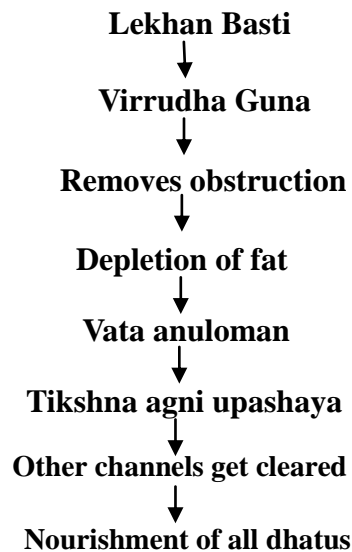 Lekhan Basti
Virrudha Guna
Removes obstruction
Depletion of fat
Vata anuloman
Tikshna agni upashaya
Other channels get cleared
Nourishment of all dhatus